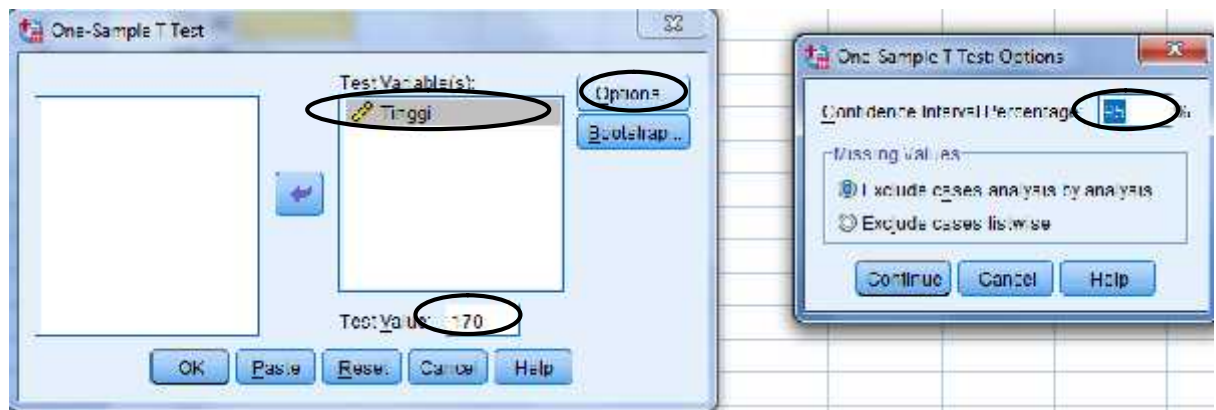 One-Sample T Test
Test Variable(s):
Tinggi
Options
Bootstrap...
Test Value: 170
OK Paste Reset Cancel Help
One-Sample T Test: Options
Confidence Interval Percentage: 95 %
Missing Values
Exclude cases analysis by analysis
Exclude cases listwise
Continue Cancel Help